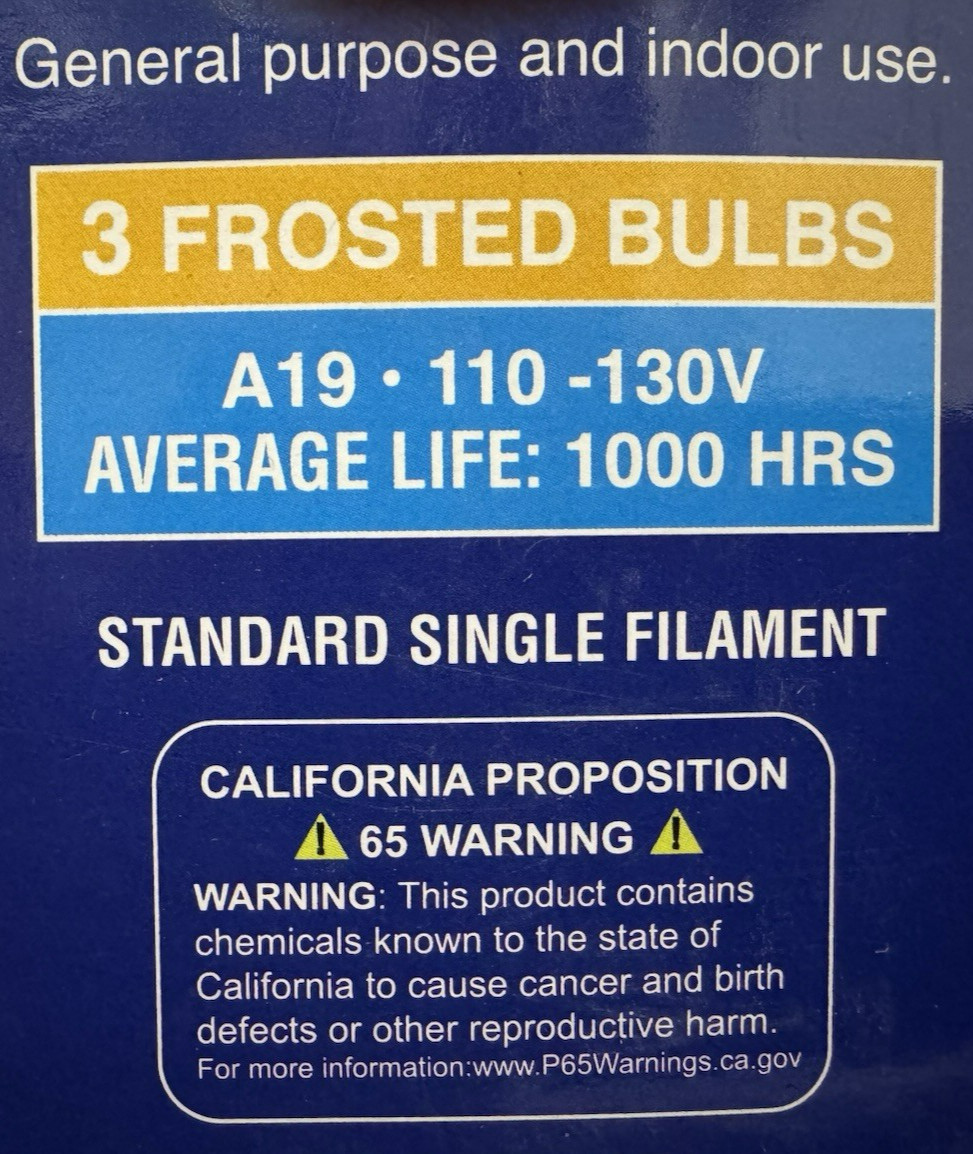 General purpose and indoor use.
3 FROSTED BULBS
A19 • 110 -130V
AVERAGE LIFE: 1000 HRS
STANDARD SINGLE FILAMENT
CALIFORNIA PROPOSITION
65 WARNING
WARNING: This product contains
chemicals known to the state of
California to cause cancer and birth
defects or other reproductive harm.
For more information:www.P65Warnings.ca.gov